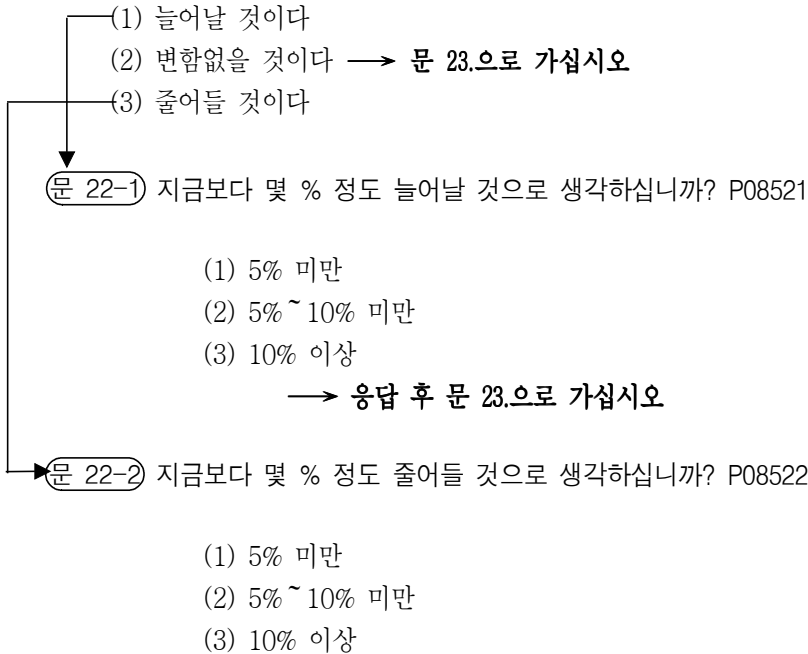 (1) 늘어날 것이다
(2) 변함없을 것이다 → 문 23.으로 가십시오
(3) 줄어들 것이다
문 22-1) 지금보다 몇 % 정도 늘어날 것으로 생각하십니까? P08521
(1) 5% 미만
(2) 5%~10% 미만
(3) 10% 이상
→ 응답 후 문 23.으로 가십시오
문 22-2) 지금보다 몇 % 정도 줄어들 것으로 생각하십니까? P08522
(1) 5% 미만
(2) 5%~10% 미만
(3) 10% 이상